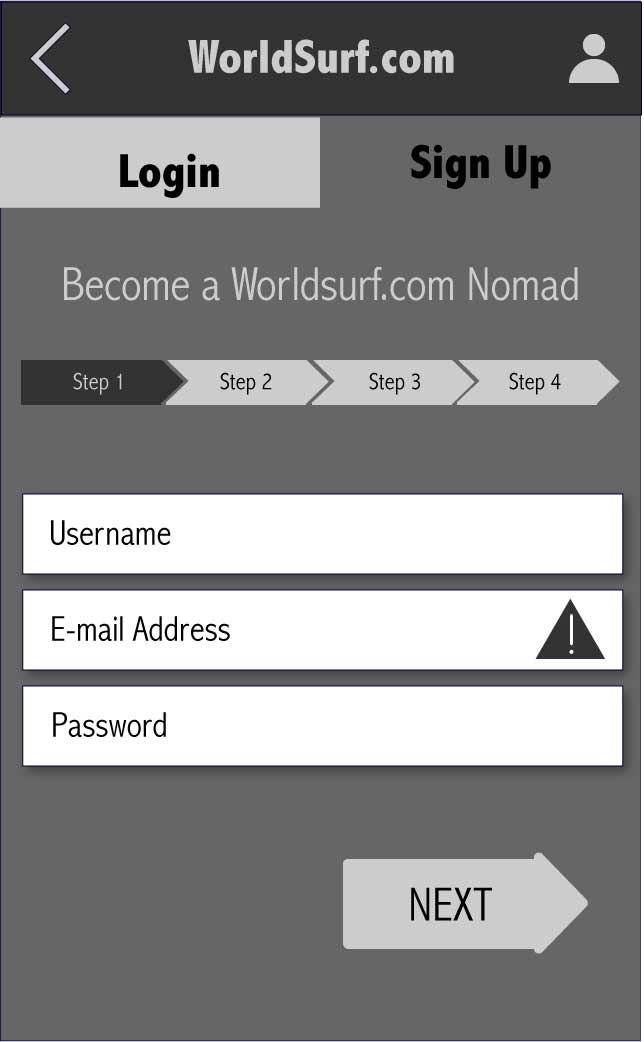 WorldSurf.com
Login
Sign Up
Become a Worldsurf.com Nomad
Step 1 Step 2 Step 3 Step 4
Username
E-mail Address !
Password
NEXT